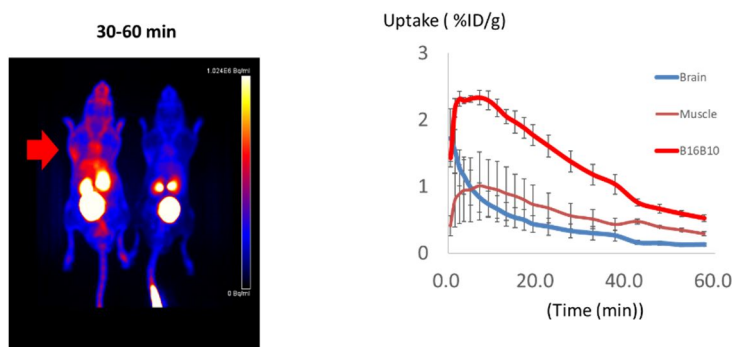 30-60 min
1.024E6 Bq/ml
0 Bq/ml
Uptake ( %ID/g)
3
2
1
0
0.0 20.0 40.0 60.0
(Time (min))
Brain
Muscle
B16B10